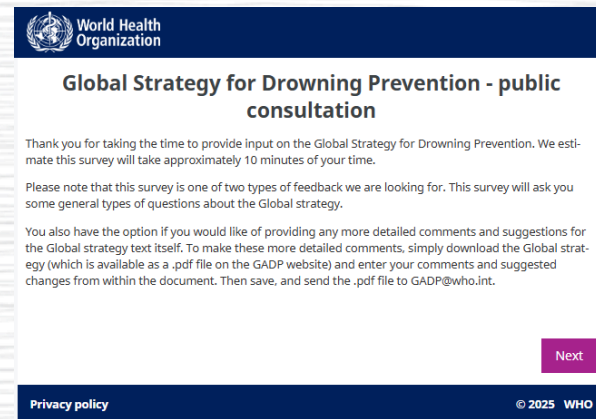 World Health
Organization
Global Strategy for Drowning Prevention - public
consultation
Thank you for taking the time to provide input on the Global Strategy for Drowning Prevention. We esti-
mate this survey will take approximately 10 minutes of your time.
Please note that this survey is one of two types of feedback we are looking for. This survey will ask you
some general types of questions about the Global strategy.
You also have the option if you would like of providing any more detailed comments and suggestions for
the Global strategy text itself. To make these more detailed comments, simply download the Global strat-
egy (which is available as a .pdf file on the GADP website) and enter your comments and suggested
changes from within the document. Then save, and send the .pdf file to GADP@who.int.
Next
Privacy policy © 2025 WHO